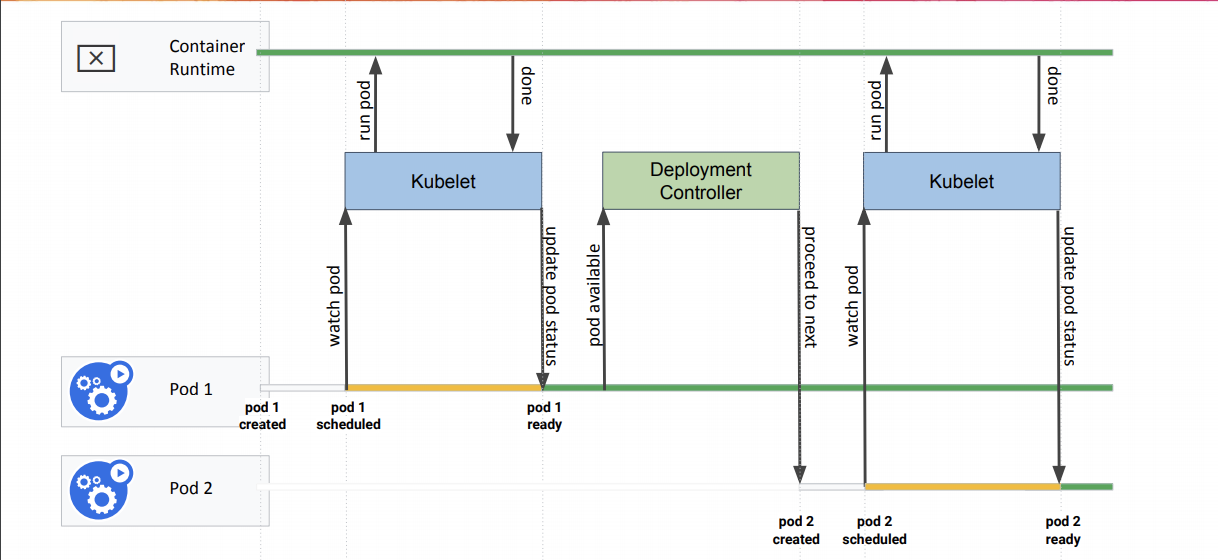 Container
Runtime
run pod
done
run pod
done
Kubelet
Deployment
Controller
Kubelet
watch pod
update pod status
pod available
proceed to next
watch pod
update pod status
Pod 1
pod 1
created
pod 1
scheduled
pod 1
ready
Pod 2
pod 2
created
pod 2
scheduled
pod 2
ready